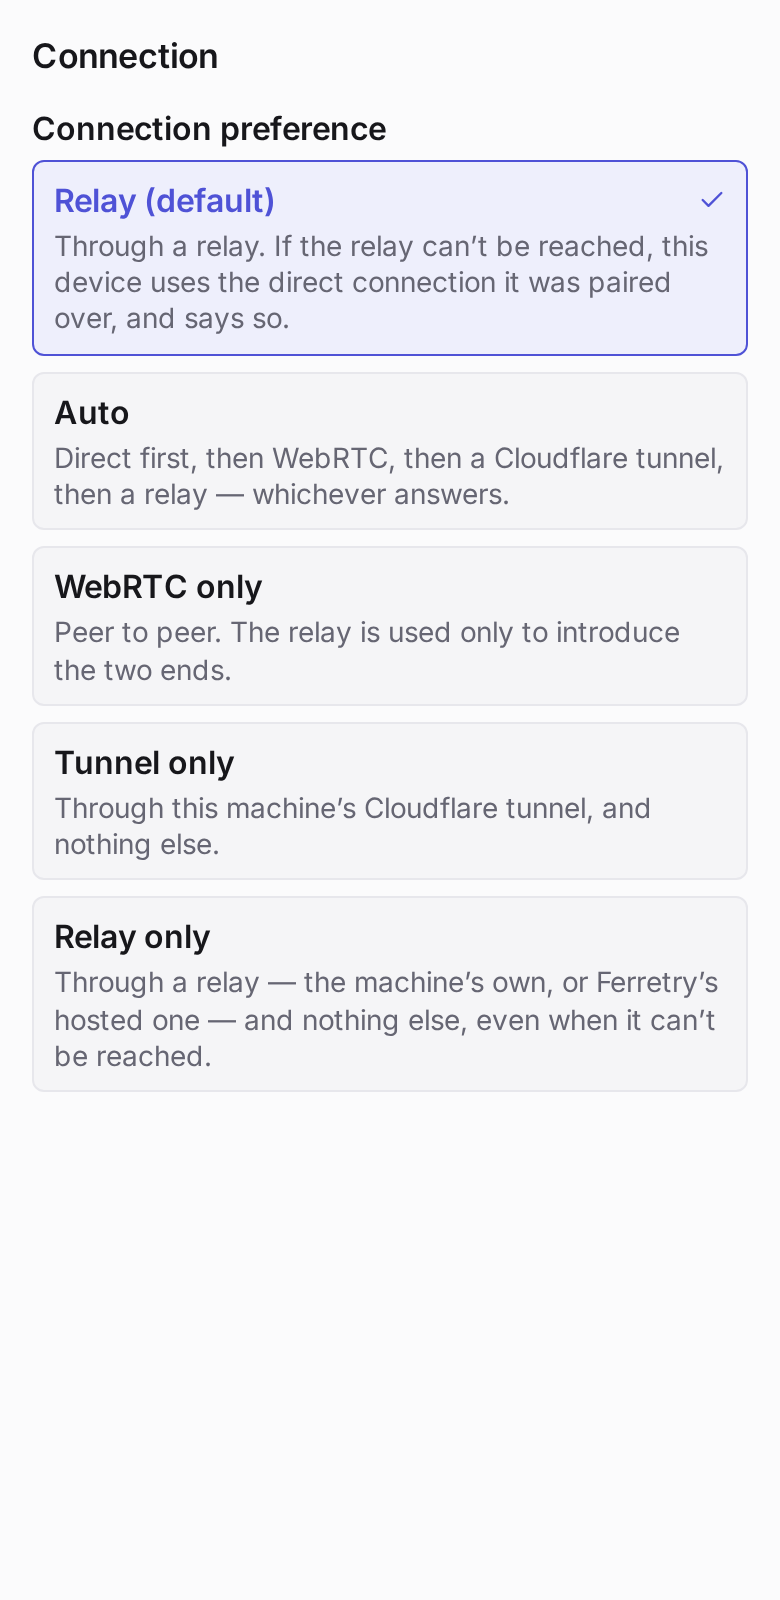 Connection
Connection preference
Relay (default)
Through a relay. If the relay can’t be reached, this
device uses the direct connection it was paired
over, and says so.
Auto
Direct first, then WebRTC, then a Cloudflare tunnel,
then a relay — whichever answers.
WebRTC only
Peer to peer. The relay is used only to introduce
the two ends.
Tunnel only
Through this machine’s Cloudflare tunnel, and
nothing else.
Relay only
Through a relay — the machine’s own, or Ferretry’s
hosted one — and nothing else, even when it can’t
be reached.